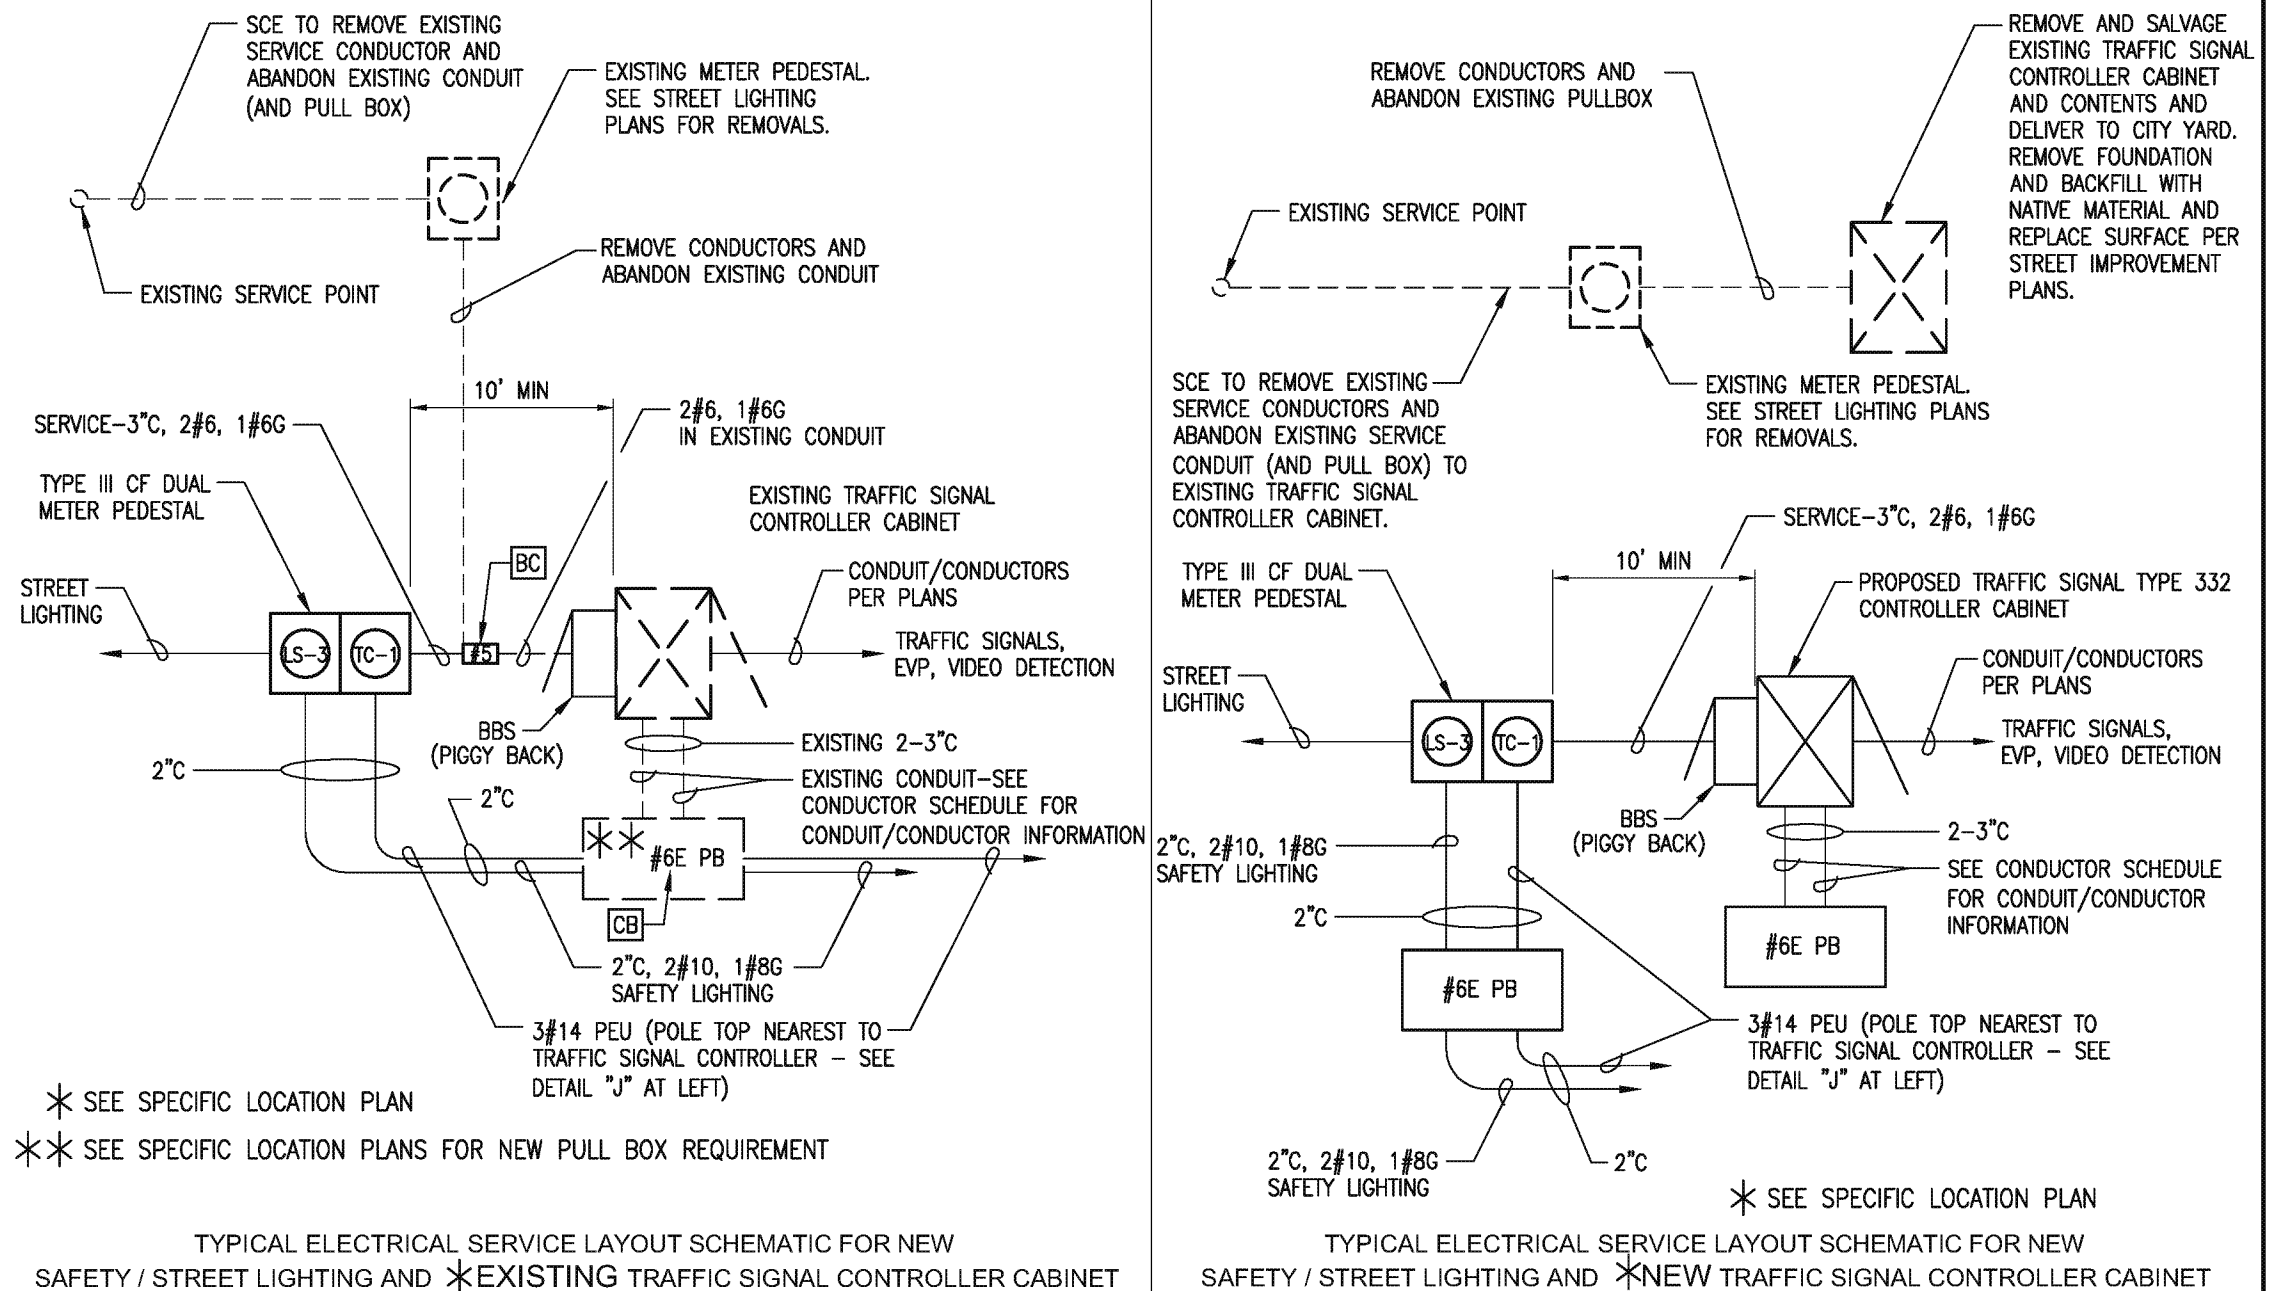 SCE TO REMOVE EXISTING
SERVICE CONDUCTOR AND
ABANDON EXISTING CONDUIT
(AND PULL BOX)
EXISTING METER PEDESTAL.
SEE STREET LIGHTING
PLANS FOR REMOVALS.
EXISTING SERVICE POINT
REMOVE CONDUCTORS AND
ABANDON EXISTING CONDUIT
10' MIN
SERVICE-3"C, 2#6, 1#6G
2#6, 1#6G
IN EXISTING CONDUIT
TYPE III CF DUAL
METER PEDESTAL
EXISTING TRAFFIC SIGNAL
CONTROLLER CABINET
BC
STREET
LIGHTING
CONDUIT/CONDUCTORS
PER PLANS
LS-3
TC-1
#5
TRAFFIC SIGNALS,
EVP, VIDEO DETECTION
BBS
(PIGGY BACK)
EXISTING 2-3"C
2"C
EXISTING CONDUIT-SEE
CONDUCTOR SCHEDULE FOR
CONDUIT/CONDUCTOR INFORMATION
2"C
** #6E PB
CB
2"C, 2#10, 1#8G
SAFETY LIGHTING
3#14 PEU (POLE TOP NEAREST TO
TRAFFIC SIGNAL CONTROLLER - SEE
DETAIL "J" AT LEFT)
* SEE SPECIFIC LOCATION PLAN
** SEE SPECIFIC LOCATION PLANS FOR NEW PULL BOX REQUIREMENT
TYPICAL ELECTRICAL SERVICE LAYOUT SCHEMATIC FOR NEW
SAFETY / STREET LIGHTING AND *EXISTING TRAFFIC SIGNAL CONTROLLER CABINET
REMOVE AND SALVAGE
EXISTING TRAFFIC SIGNAL
CONTROLLER CABINET
AND CONTENTS AND
DELIVER TO CITY YARD.
REMOVE FOUNDATION
AND BACKFILL WITH
NATIVE MATERIAL AND
REPLACE SURFACE PER
STREET IMPROVEMENT
PLANS.
REMOVE CONDUCTORS AND
ABANDON EXISTING PULLBOX
EXISTING SERVICE POINT
SCE TO REMOVE EXISTING
SERVICE CONDUCTORS AND
ABANDON EXISTING SERVICE
CONDUIT (AND PULL BOX) TO
EXISTING TRAFFIC SIGNAL
CONTROLLER CABINET.
EXISTING METER PEDESTAL.
SEE STREET LIGHTING PLANS
FOR REMOVALS.
SERVICE-3"C, 2#6, 1#6G
10' MIN
TYPE III CF DUAL
METER PEDESTAL
PROPOSED TRAFFIC SIGNAL TYPE 332
CONTROLLER CABINET
STREET
LIGHTING
CONDUIT/CONDUCTORS
PER PLANS
LS-3
TC-1
TRAFFIC SIGNALS,
EVP, VIDEO DETECTION
BBS
(PIGGY BACK)
2-3"C
2"C, 2#10, 1#8G
SAFETY LIGHTING
SEE CONDUCTOR SCHEDULE
FOR CONDUIT/CONDUCTOR
INFORMATION
2"C
#6E PB
#6E PB
3#14 PEU (POLE TOP NEAREST TO
TRAFFIC SIGNAL CONTROLLER - SEE
DETAIL "J" AT LEFT)
2"C, 2#10, 1#8G
SAFETY LIGHTING
2"C
* SEE SPECIFIC LOCATION PLAN
TYPICAL ELECTRICAL SERVICE LAYOUT SCHEMATIC FOR NEW
SAFETY / STREET LIGHTING AND *NEW TRAFFIC SIGNAL CONTROLLER CABINET